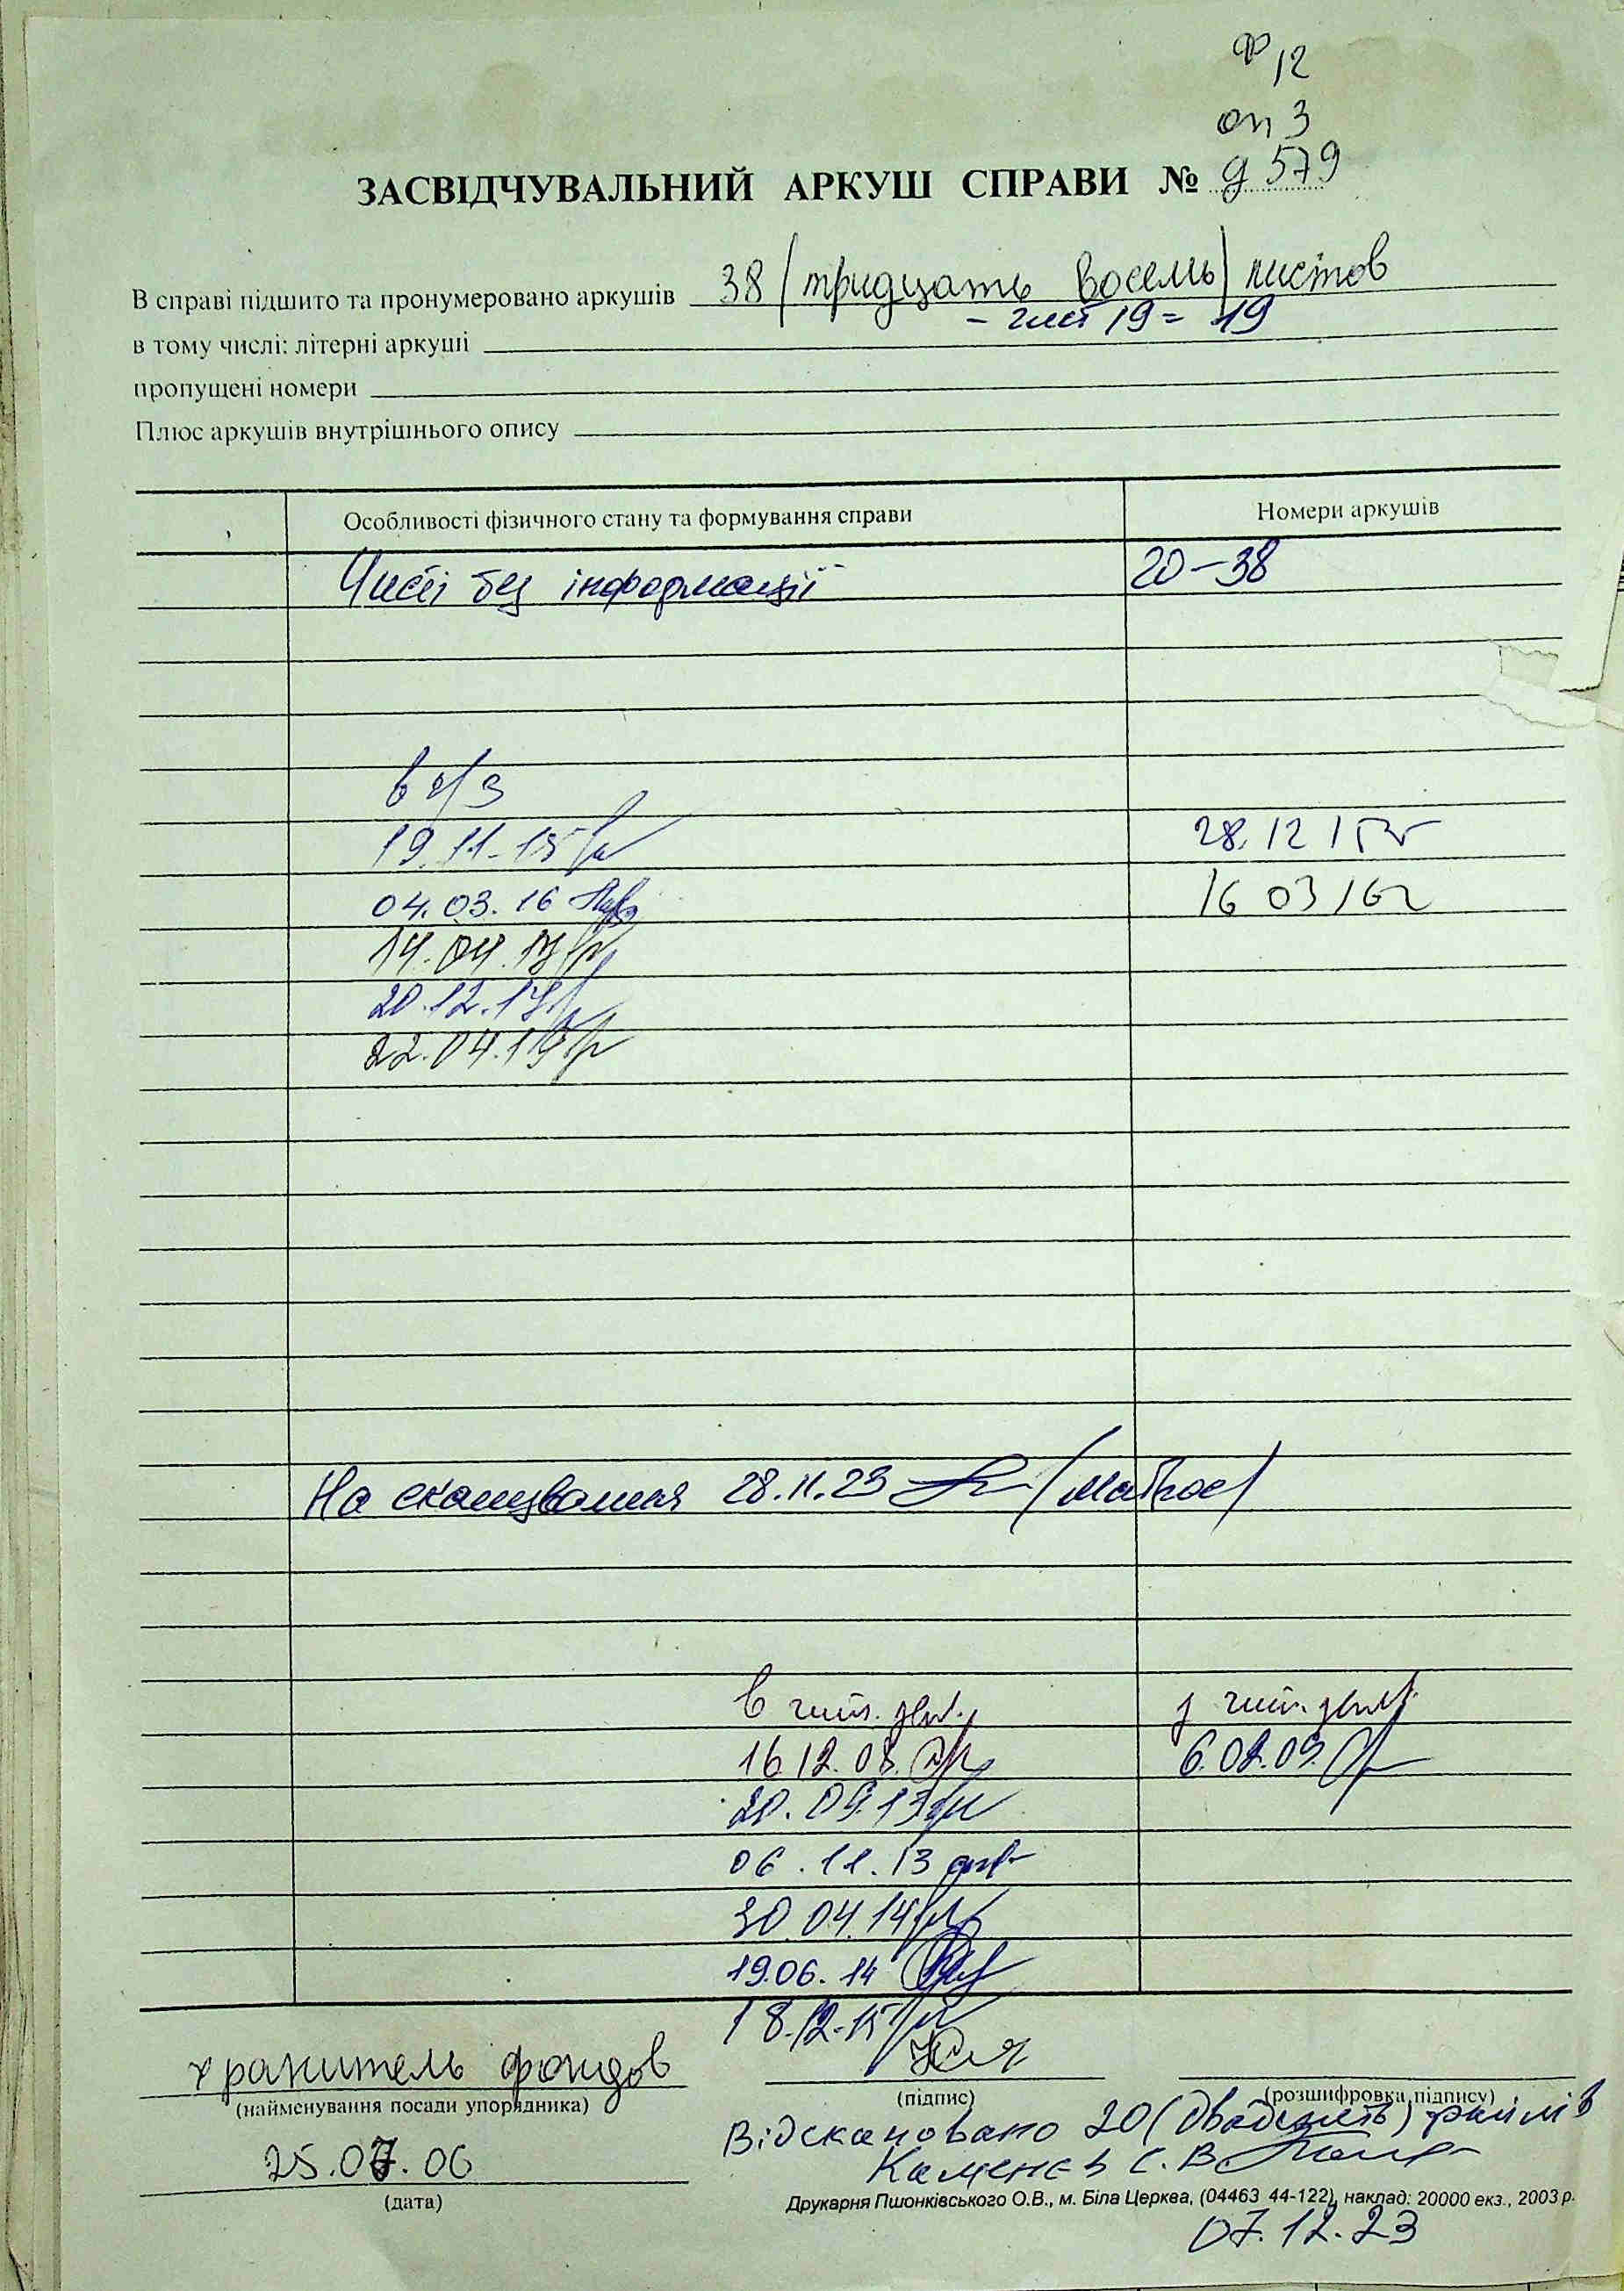 Ф 12
оп 3
ЗАСВІДЧУВАЛЬНИЙ АРКУШ СПРАВИ № д 579
В справі підшито та пронумеровано аркушів 38 (тридцать восемь) листов
- чист 19 = 19
в тому числі: літерні аркуші
пропущені номери
Плюс аркушів внутрішнього опису
Особливості фізичного стану та формування справи Номери аркушів
Чисті без інформації 20-38
в ч/з
19.11.15 28.12 15г
04.03.16 16 03 16г
14.04.17
20.12.17
22.04.19
На сканування 28.11.23
в чит. зал. з чит. залу
16.12.08. 6.02.09.
20.09.13
06.11.13
30.04.14
19.06.14
18.12.15
хранитель фондов
(найменування посади упорядника) (підпис) (розшифровка підпису)
Відскановано 20 (двадцять) файлів
Каменєв С.В.
25.07.06
(дата)
Друкарня Пшонківського О.В., м. Біла Церква, (04463 44-122), наклад: 20000 екз., 2003 р.
07.12.23